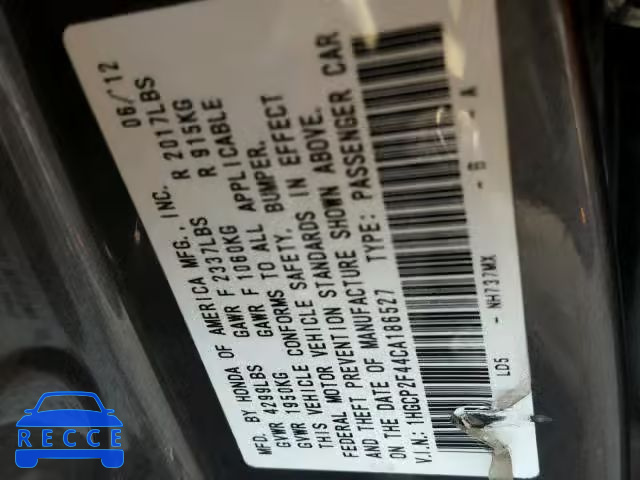 MFD. BY HONDA OF AMERICA MFG., INC. 06/'12
GVWR 4299LBS GAWR F 2337LBS R 2017LBS
GVWR 1950KG GAWR F 1060KG R 915KG
THIS VEHICLE CONFORMS TO ALL APPLICABLE
FEDERAL MOTOR VEHICLE SAFETY, BUMPER,
AND THEFT PREVENTION STANDARDS IN EFFECT
ON THE DATE OF MANUFACTURE SHOWN ABOVE.
V.I.N.: 1HGCP2F44CA186527 TYPE: PASSENGER CAR
LD5 - NH737MX - B - A
RECCE